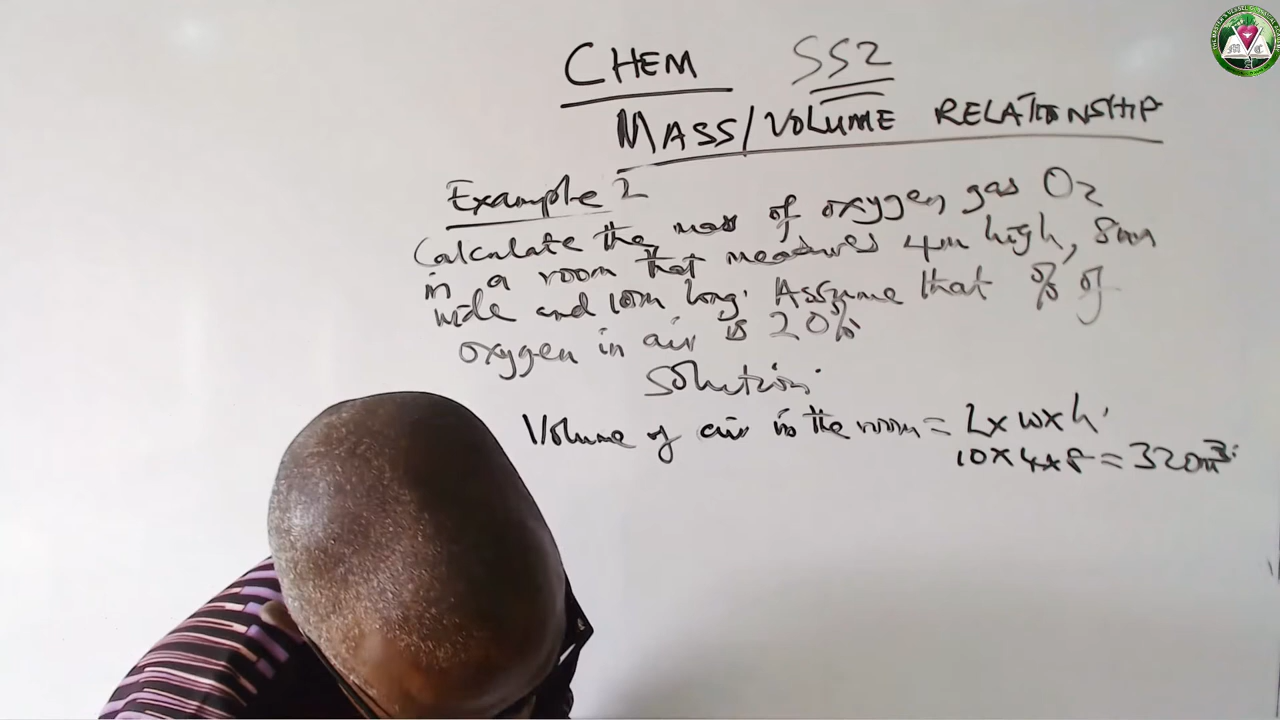 CHEM SS2
MASS/VOLUME RELATIONSHIP
Example 2
Calculate the mass of oxygen gas O2
in a room that measures 4m high, 8m
wide and 10m long. Assume that % of
oxygen in air is 20%
Solution.
Volume of air in the room = L x w x h
10 x 4 x 8 = 320m³